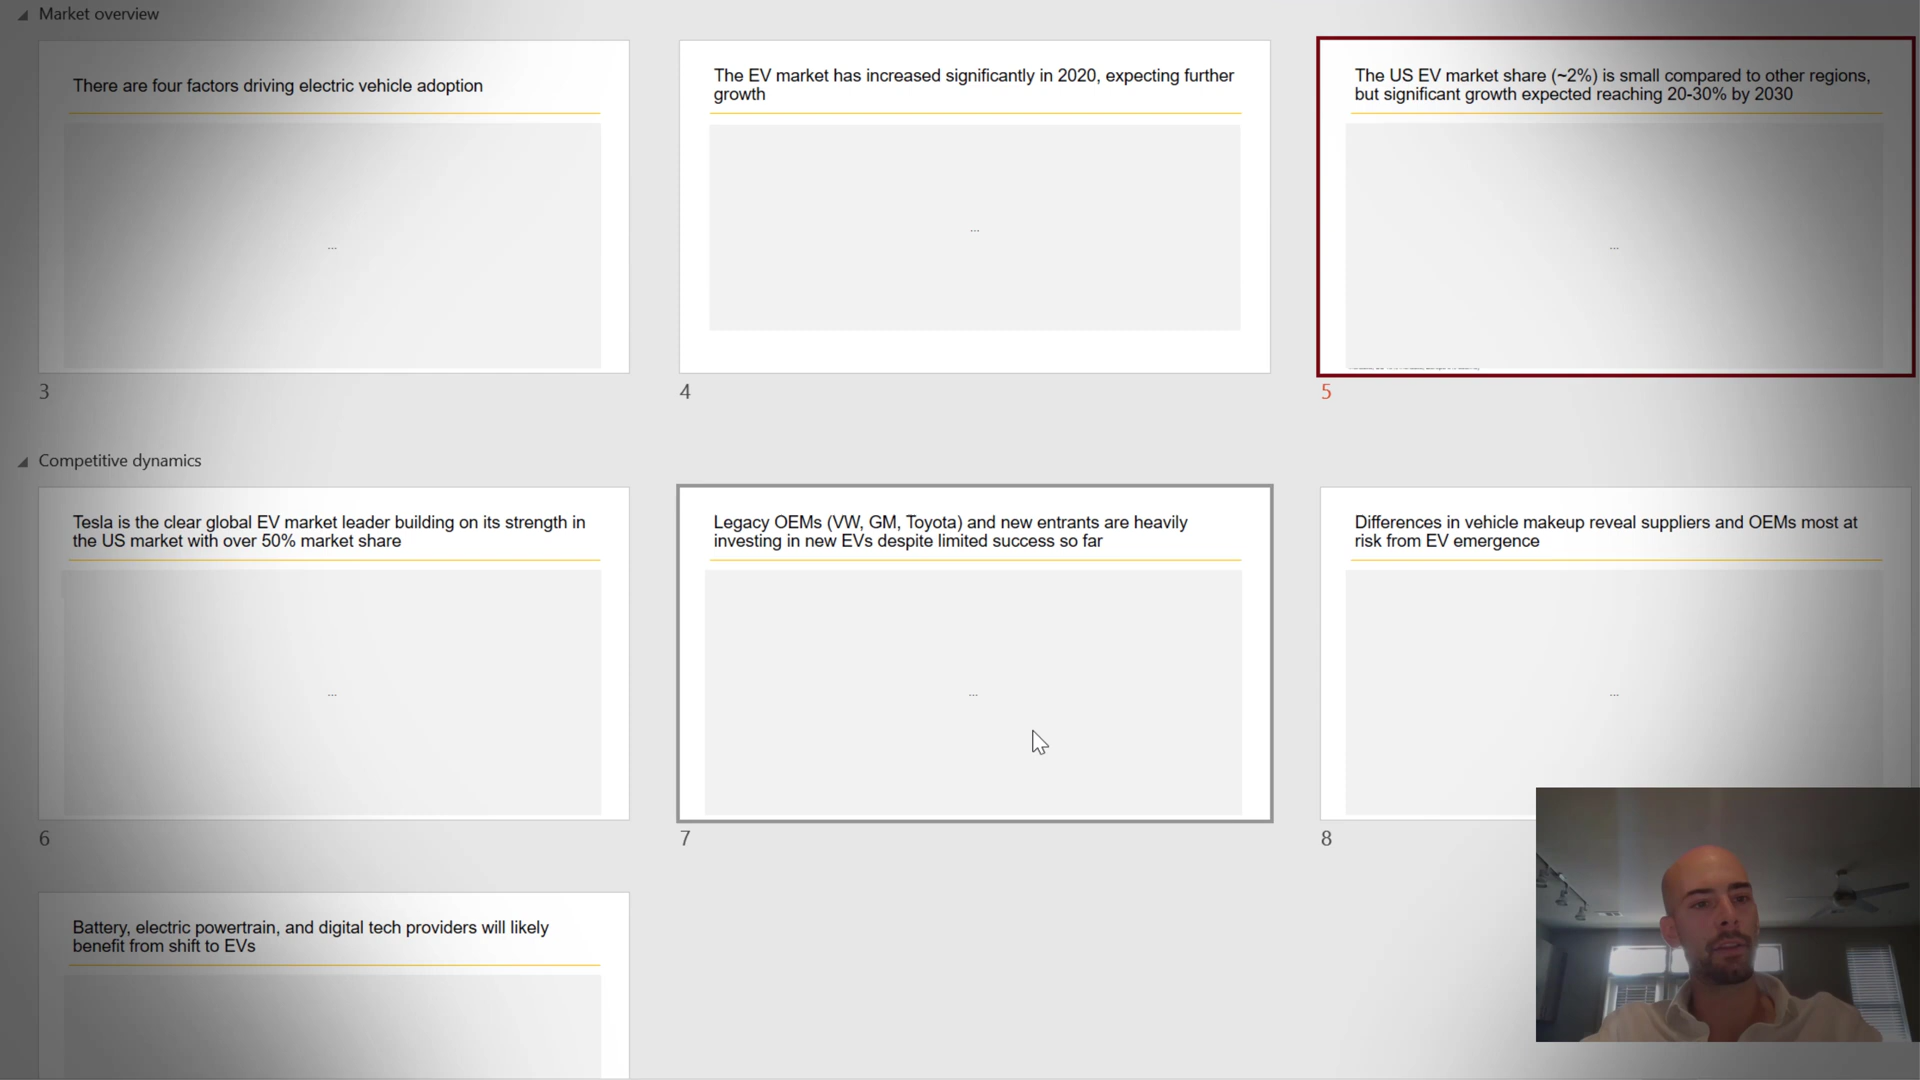 Market overview
There are four factors driving electric vehicle adoption
...
3
The EV market has increased significantly in 2020, expecting further
growth
...
4
The US EV market share (~2%) is small compared to other regions,
but significant growth expected reaching 20-30% by 2030
...
5
Competitive dynamics
Tesla is the clear global EV market leader building on its strength in
the US market with over 50% market share
...
6
Legacy OEMs (VW, GM, Toyota) and new entrants are heavily
investing in new EVs despite limited success so far
...
7
Differences in vehicle makeup reveal suppliers and OEMs most at
risk from EV emergence
...
8
Battery, electric powertrain, and digital tech providers will likely
benefit from shift to EVs